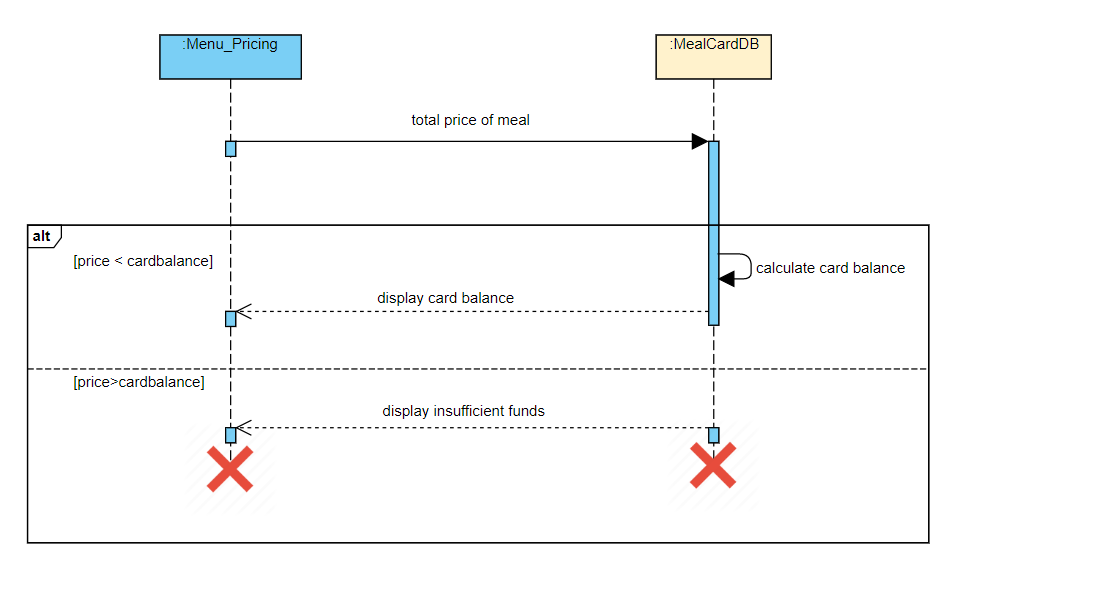 :Menu_Pricing
:MealCardDB
total price of meal
alt
[price < cardbalance]
calculate card balance
display card balance
[price>cardbalance]
display insufficient funds